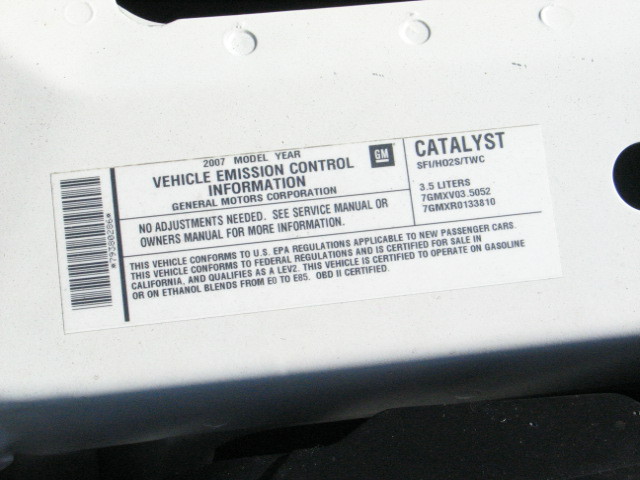 2007 MODEL YEAR
VEHICLE EMISSION CONTROL
INFORMATION
GENERAL MOTORS CORPORATION
GM
NO ADJUSTMENTS NEEDED. SEE SERVICE MANUAL OR
OWNERS MANUAL FOR MORE INFORMATION.
CATALYST
SFI/HO2S/TWC
3.5 LITERS
7GMXV03.5052
7GMXR0133810
THIS VEHICLE CONFORMS TO U.S. EPA REGULATIONS APPLICABLE TO NEW PASSENGER CARS.
THIS VEHICLE CONFORMS TO FEDERAL REGULATIONS AND IS CERTIFIED FOR SALE IN
CALIFORNIA, AND QUALIFIES AS A LEV2. THIS VEHICLE IS CERTIFIED TO OPERATE ON GASOLINE
OR ON ETHANOL BLENDS FROM E0 TO E85. OBD II CERTIFIED.
*79380286*